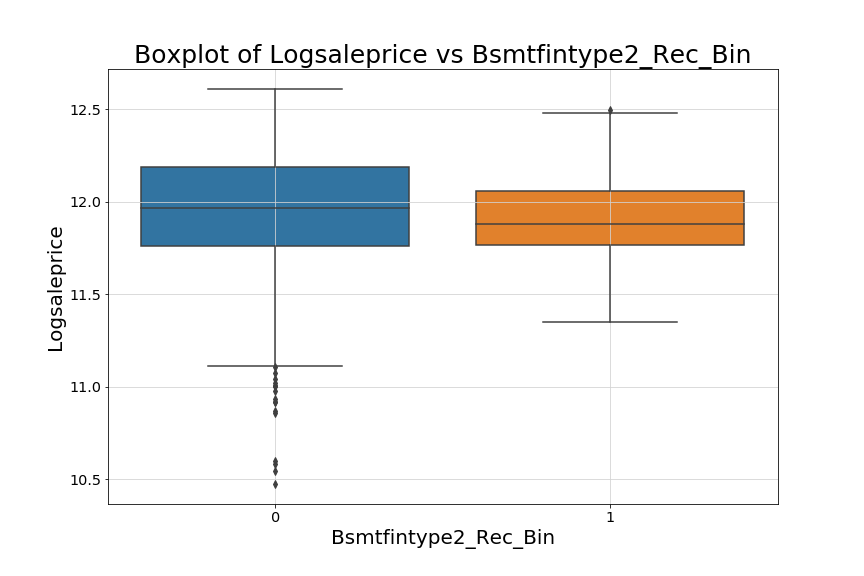 Boxplot of Logsaleprice vs Bsmtfintype2_Rec_Bin
12.5
12.0
11.5
11.0
10.5
Logsaleprice
0
1
Bsmtfintype2_Rec_Bin